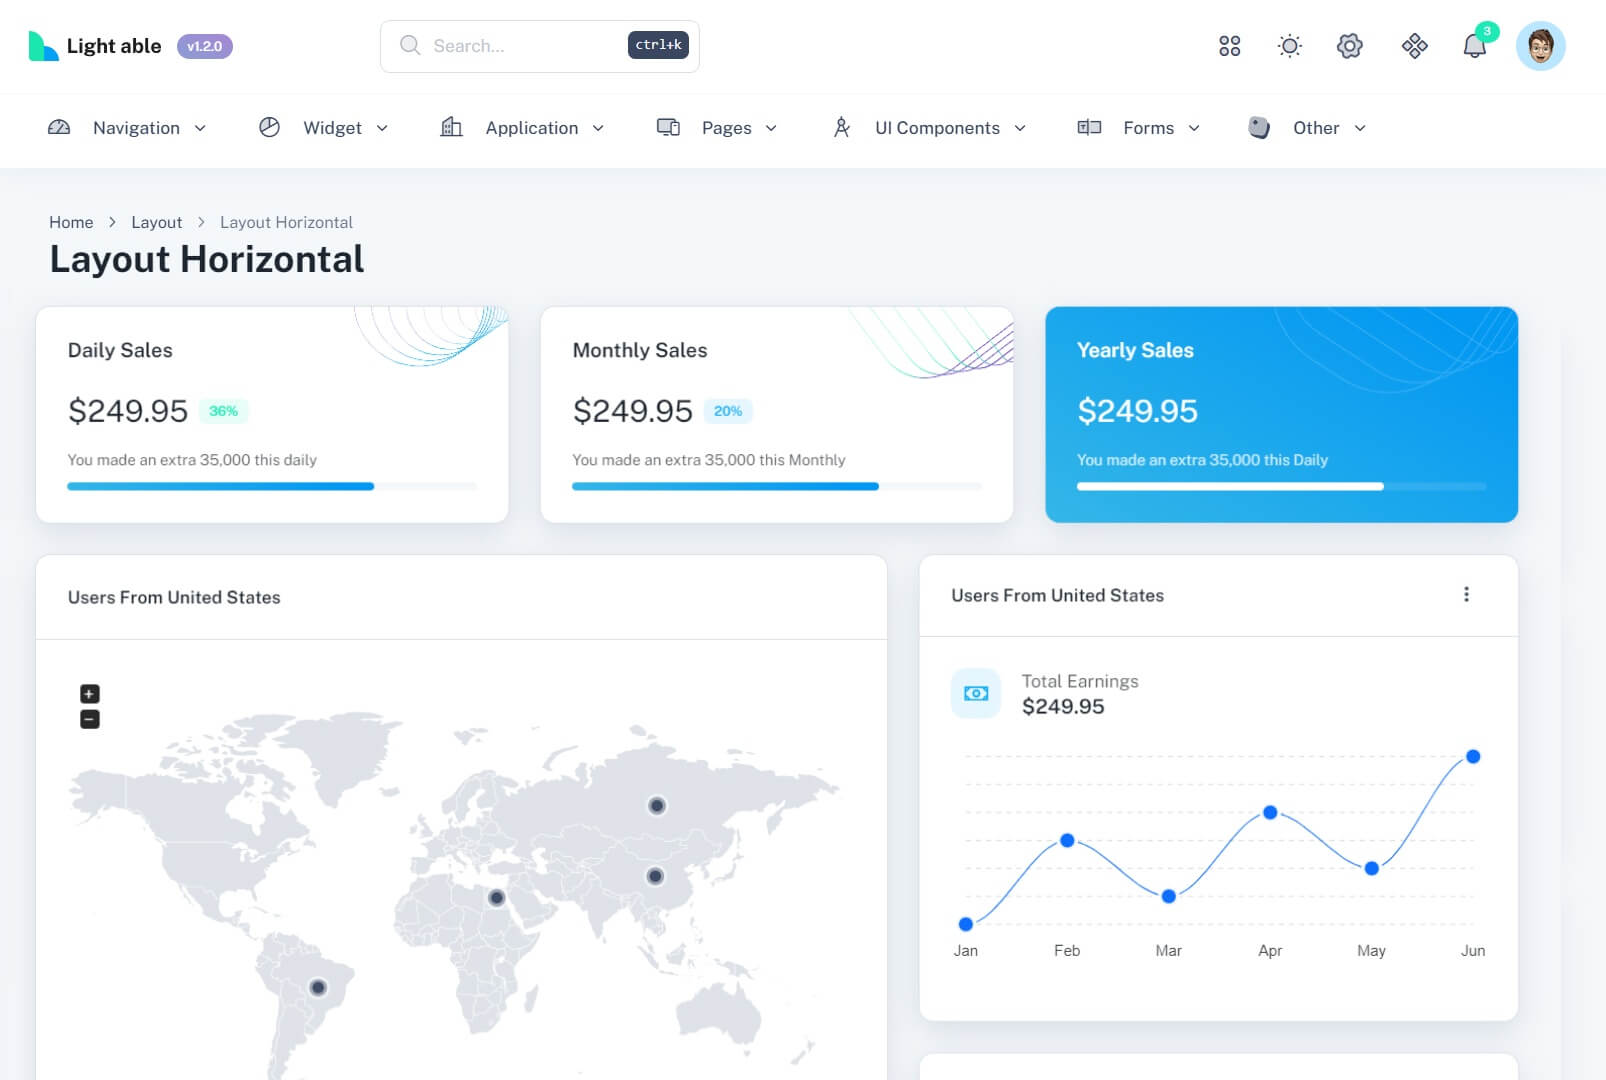 Light able v1.2.0 Search... ctrl+k 3
Navigation Widget Application Pages UI Components Forms Other
Home Layout Layout Horizontal
Layout Horizontal
Daily Sales
$249.95 36%
You made an extra 35,000 this daily
Monthly Sales
$249.95 20%
You made an extra 35,000 this Monthly
Yearly Sales
$249.95
You made an extra 35,000 this Daily
Users From United States
+
−
Users From United States
Total Earnings
$249.95
Jan Feb Mar Apr May Jun